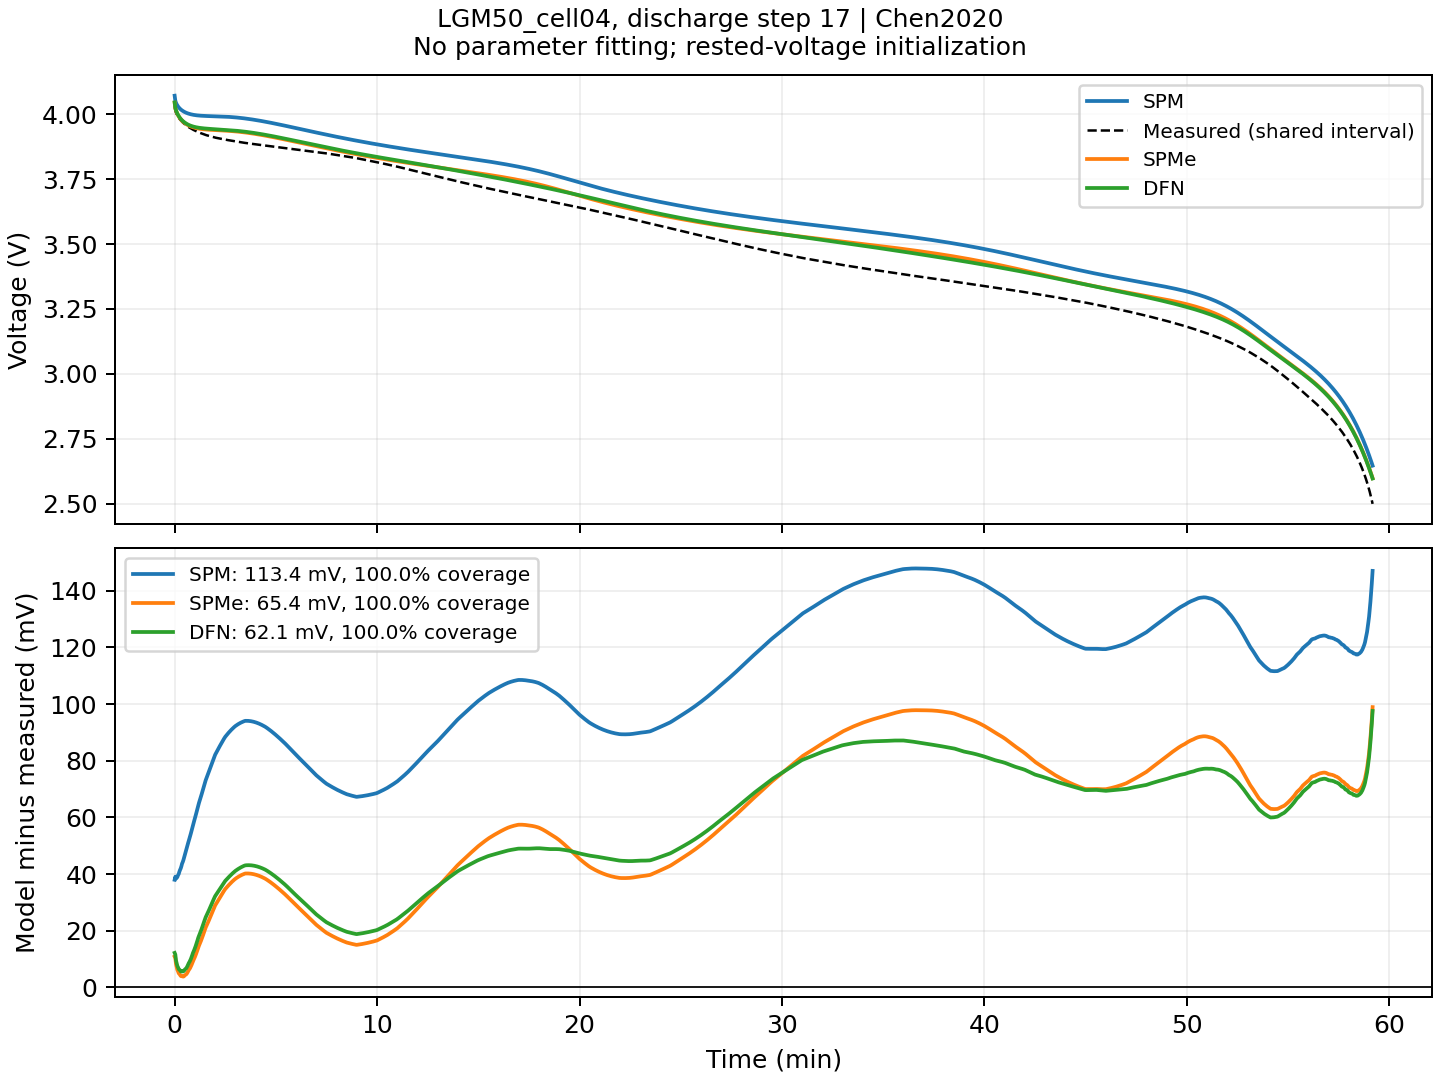 LGM50_cell04, discharge step 17 | Chen2020
No parameter fitting; rested-voltage initialization
Voltage (V)
4.00
3.75
3.50
3.25
3.00
2.75
2.50
SPM
Measured (shared interval)
SPMe
DFN
Model minus measured (mV)
140
120
100
80
60
40
20
0
SPM: 113.4 mV, 100.0% coverage
SPMe: 65.4 mV, 100.0% coverage
DFN: 62.1 mV, 100.0% coverage
0 10 20 30 40 50 60
Time (min)